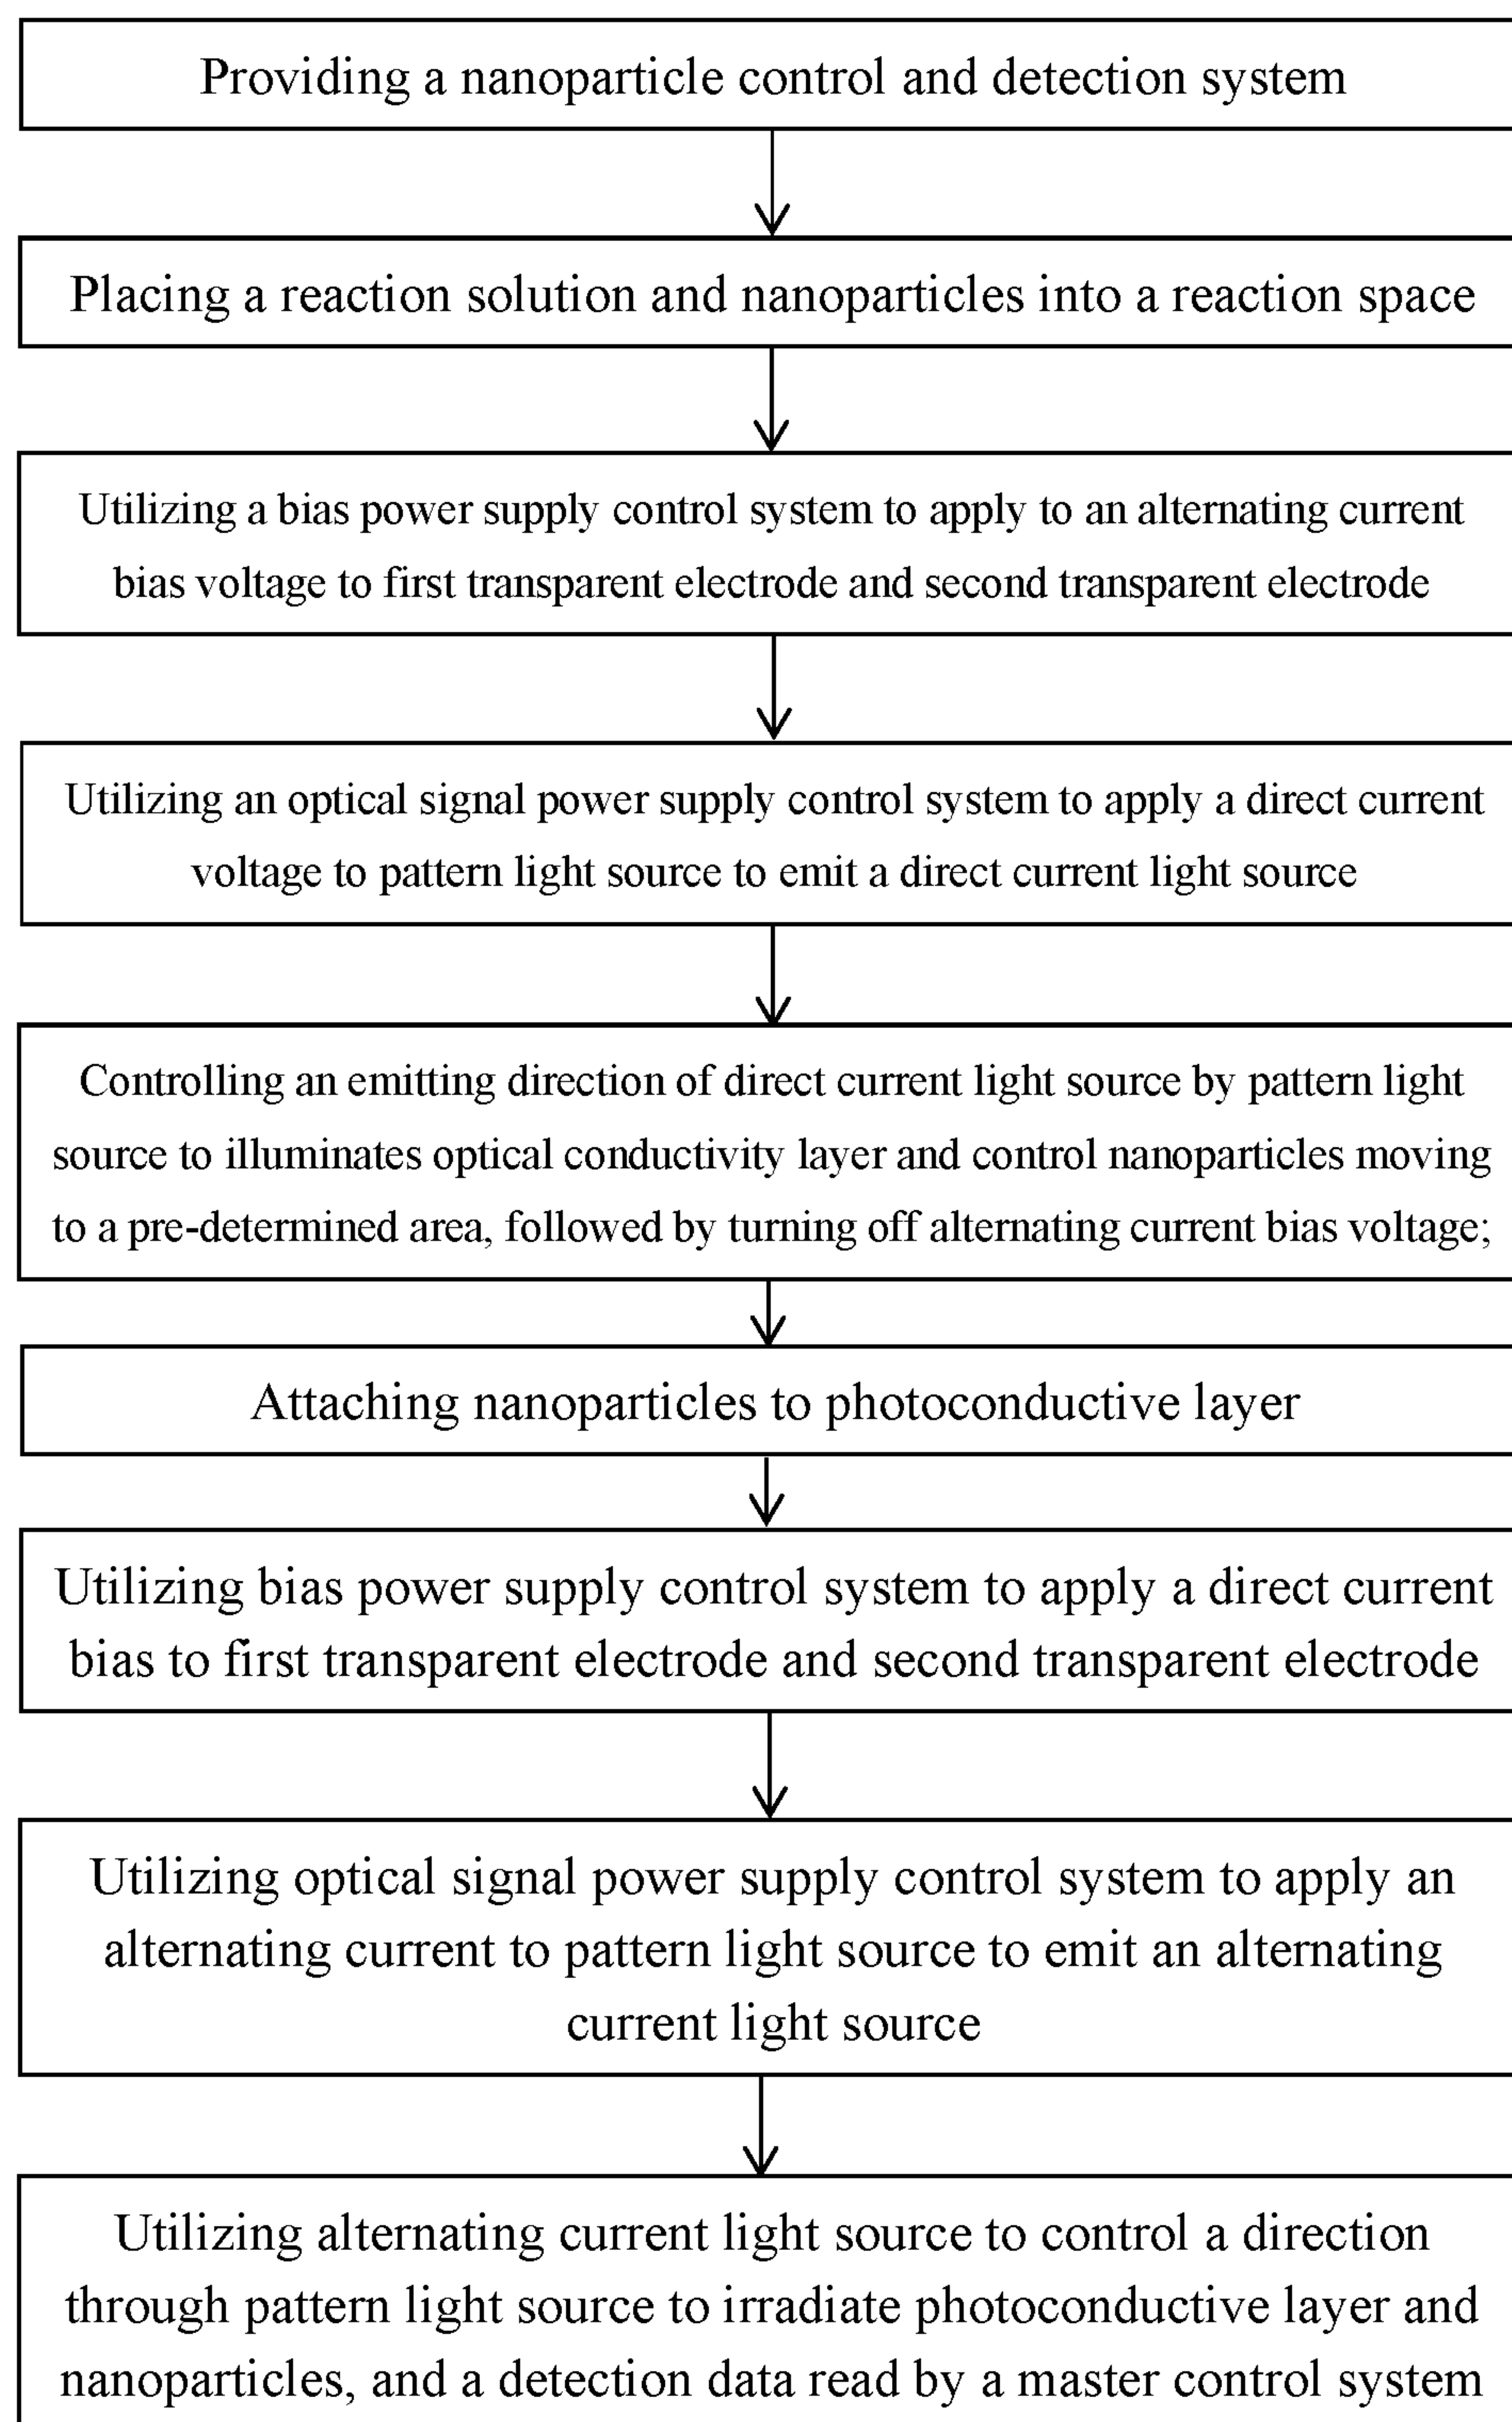 Providing a nanoparticle control and detection system
Placing a reaction solution and nanoparticles into a reaction space
Utilizing a bias power supply control system to apply to an alternating current
bias voltage to first transparent electrode and second transparent electrode
Utilizing an optical signal power supply control system to apply a direct current
voltage to pattern light source to emit a direct current light source
Controlling an emitting direction of direct current light source by pattern light
source to illuminates optical conductivity layer and control nanoparticles moving
to a pre-determined area, followed by turning off alternating current bias voltage;
Attaching nanoparticles to photoconductive layer
Utilizing bias power supply control system to apply a direct current
bias to first transparent electrode and second transparent electrode
Utilizing optical signal power supply control system to apply an
alternating current to pattern light source to emit an alternating
current light source
Utilizing alternating current light source to control a direction
through pattern light source to irradiate photoconductive layer and
nanoparticles, and a detection data read by a master control system